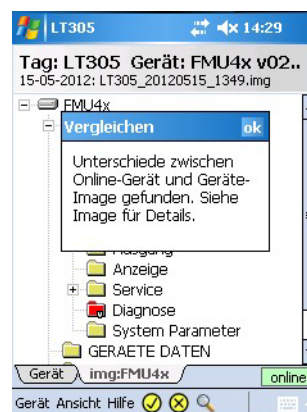 LT305
14:29
Tag: LT305 Gerät: FMU4x v02..
15-05-2012: LT305_20120515_1349.img
FMU4x
Vergleichen
ok
Unterschiede zwischen
Online-Gerät und Geräte-
Image gefunden. Siehe
Image für Details.
Ausgang
Anzeige
Service
Diagnose
System Parameter
GERAETE DATEN
Gerät
img:FMU4x
online
Gerät Ansicht Hilfe